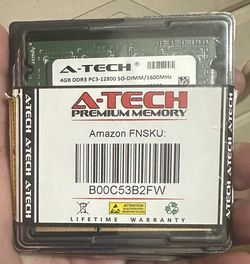 A-TECH
4GB DDR3 PC3-12800 SO-DIMM/1600MHz
A-TECH
PREMIUM MEMORY
Amazon FNSKU:
B00C53B2FW
LIFETIME WARRANTY